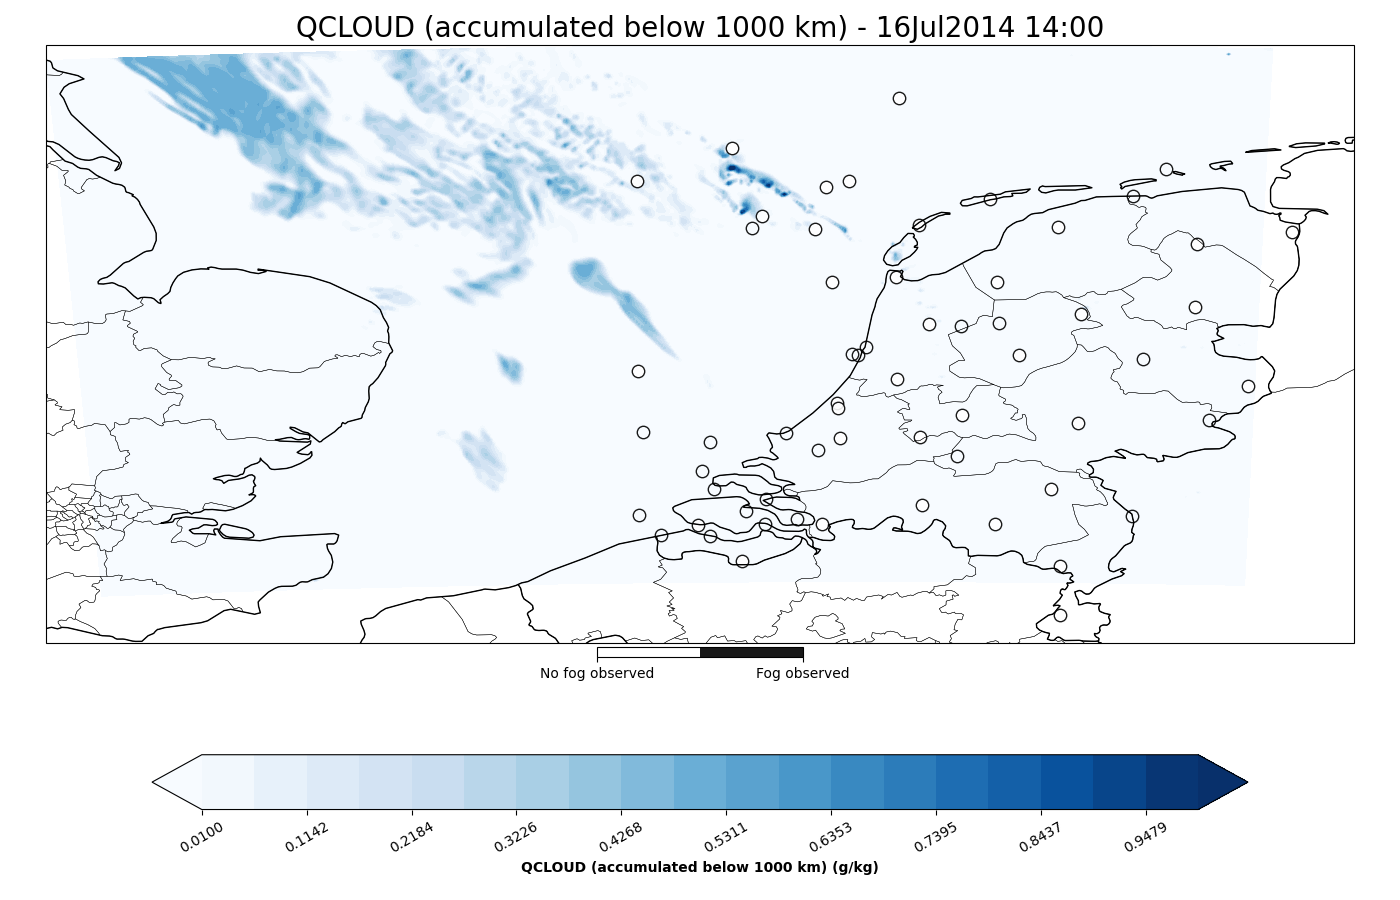 QCLOUD (accumulated below 1000 km) - 16Jul2014 14:00
No fog observed
Fog observed
0.0100
0.1142
0.2184
0.3226
0.4268
0.5311
0.6353
0.7395
0.8437
0.9479
QCLOUD (accumulated below 1000 km) (g/kg)